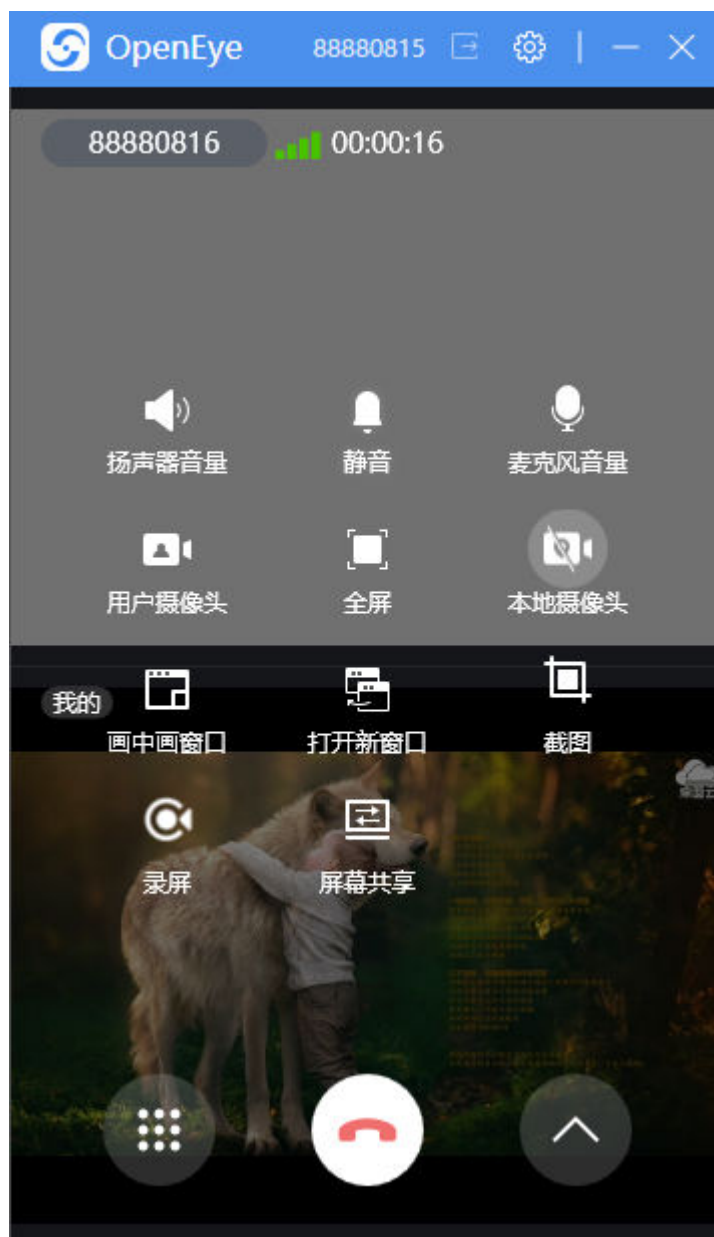 OpenEye 88880815
88880816 00:00:16
扬声器音量 静音 麦克风音量
用户摄像头 全屏 本地摄像头
我的
画中画窗口 打开新窗口 截图
录屏 屏幕共享